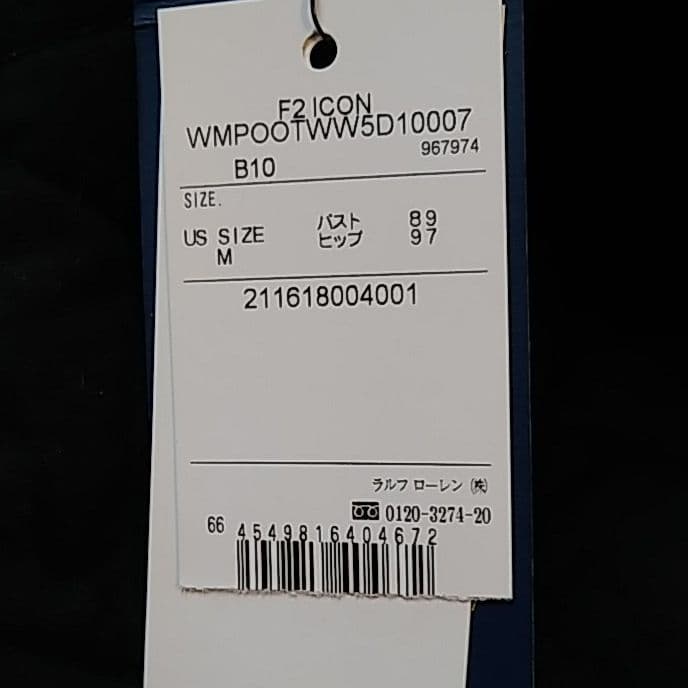 F2 ICON
WMPOOTWW5D10007
B10 967974
SIZE.
US SIZE バスト 89
M ヒップ 97
211618004001
ラルフ ローレン ㈱
0120-3274-20
66 4549816404672